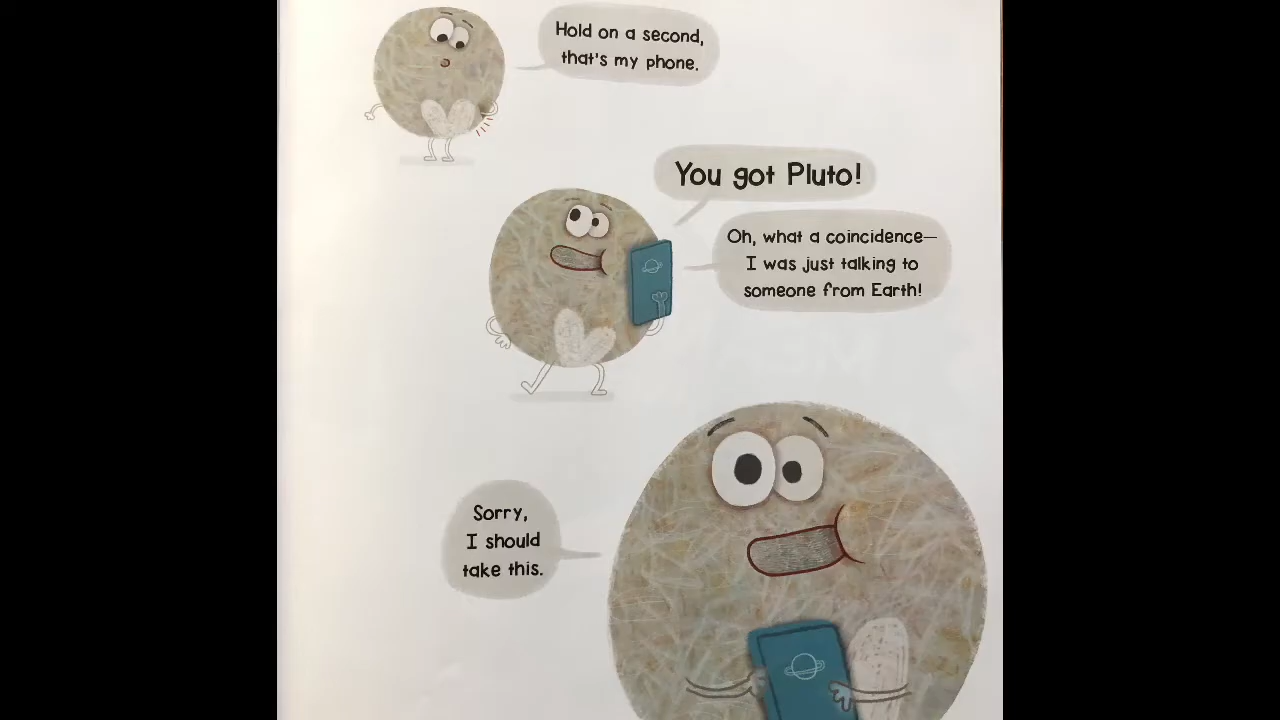 Hold on a second,
that's my phone.
You got Pluto!
Oh, what a coincidence—
I was just talking to
someone from Earth!
Sorry,
I should
take this.